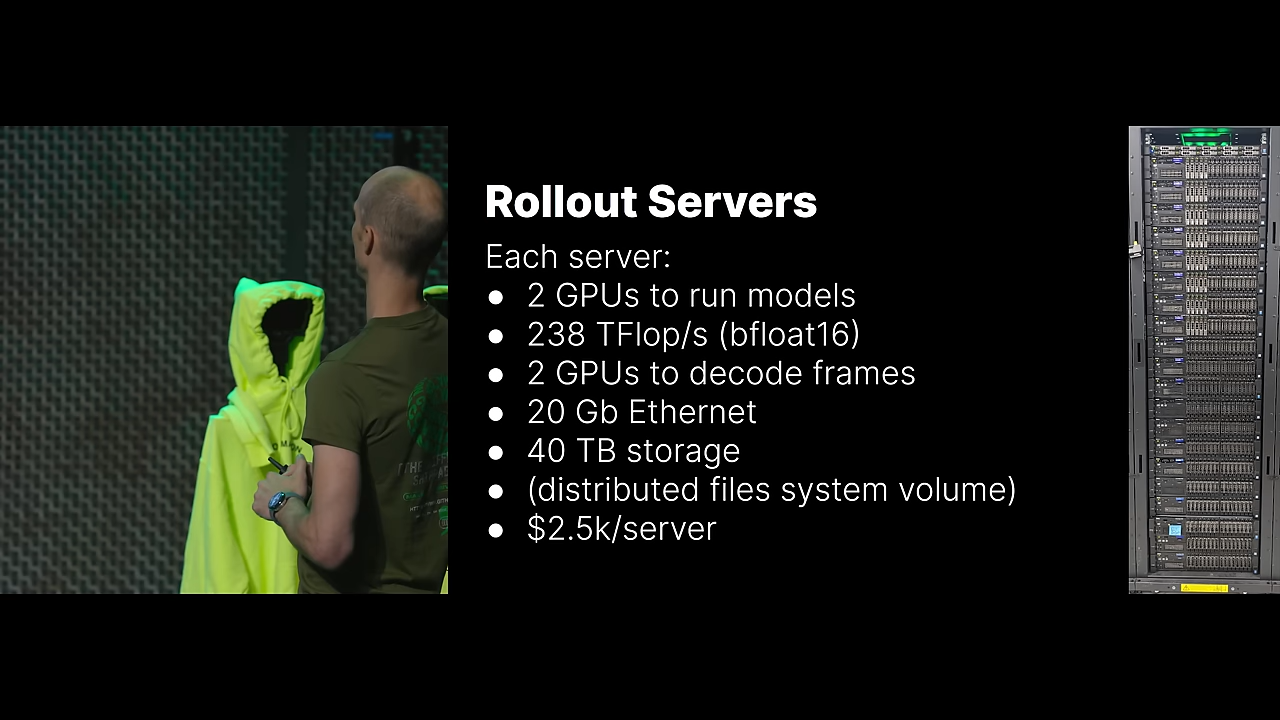 Rollout Servers
Each server:
● 2 GPUs to run models
● 238 TFlop/s (bfloat16)
● 2 GPUs to decode frames
● 20 Gb Ethernet
● 40 TB storage
● (distributed files system volume)
● $2.5k/server